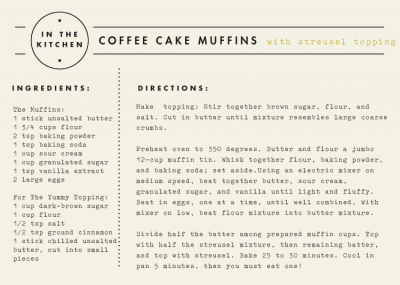 IN THE
KITCHEN
COFFEE CAKE MUFFINS with streusel topping
INGREDIENTS:
The Muffins:
1 stick unsalted butter
1 3/4 cups flour
2 tsp baking powder
1 tsp baking soda
1 cup sour cream
1 cup granulated sugar
1 tsp vanilla extract
2 large eggs
For The Yummy Topping:
1 cup dark-brown sugar
1 cup flour
1/2 tsp salt
1/2 tsp ground cinnamon
1 stick chilled unsalted
butter, cut into small
pieces
DIRECTIONS:
Make topping: Stir together brown sugar, flour, and
salt. Cut in butter until mixture resembles large coarse
crumbs.
Preheat oven to 350 degrees. Butter and flour a jumbo
12-cup muffin tin. Whisk together flour, baking powder,
and baking soda; set aside.Using an electric mixer on
medium speed, beat together butter, sour cream,
granulated sugar, and vanilla until light and fluffy.
Beat in eggs, one at a time, until well combined. With
mixer on low, beat flour mixture into butter mixture.
Divide half the batter among prepared muffin cups. Top
with half the streusel mixture, then remaining batter,
and top with streusel. Bake 25 to 30 minutes. Cool in
pan 5 minutes, then you must eat one!